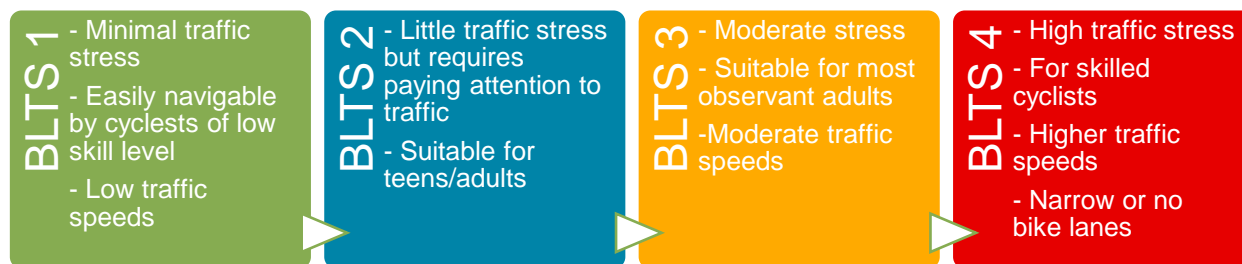 BLTS 1
- Minimal traffic
stress
- Easily navigable
by cyclests of low
skill level
- Low traffic
speeds
BLTS 2
- Little traffic stress
but requires
paying attention to
traffic
- Suitable for
teens/adults
BLTS 3
- Moderate stress
- Suitable for most
observant adults
-Moderate traffic
speeds
BLTS 4
- High traffic stress
- For skilled
cyclists
- Higher traffic
speeds
- Narrow or no
bike lanes